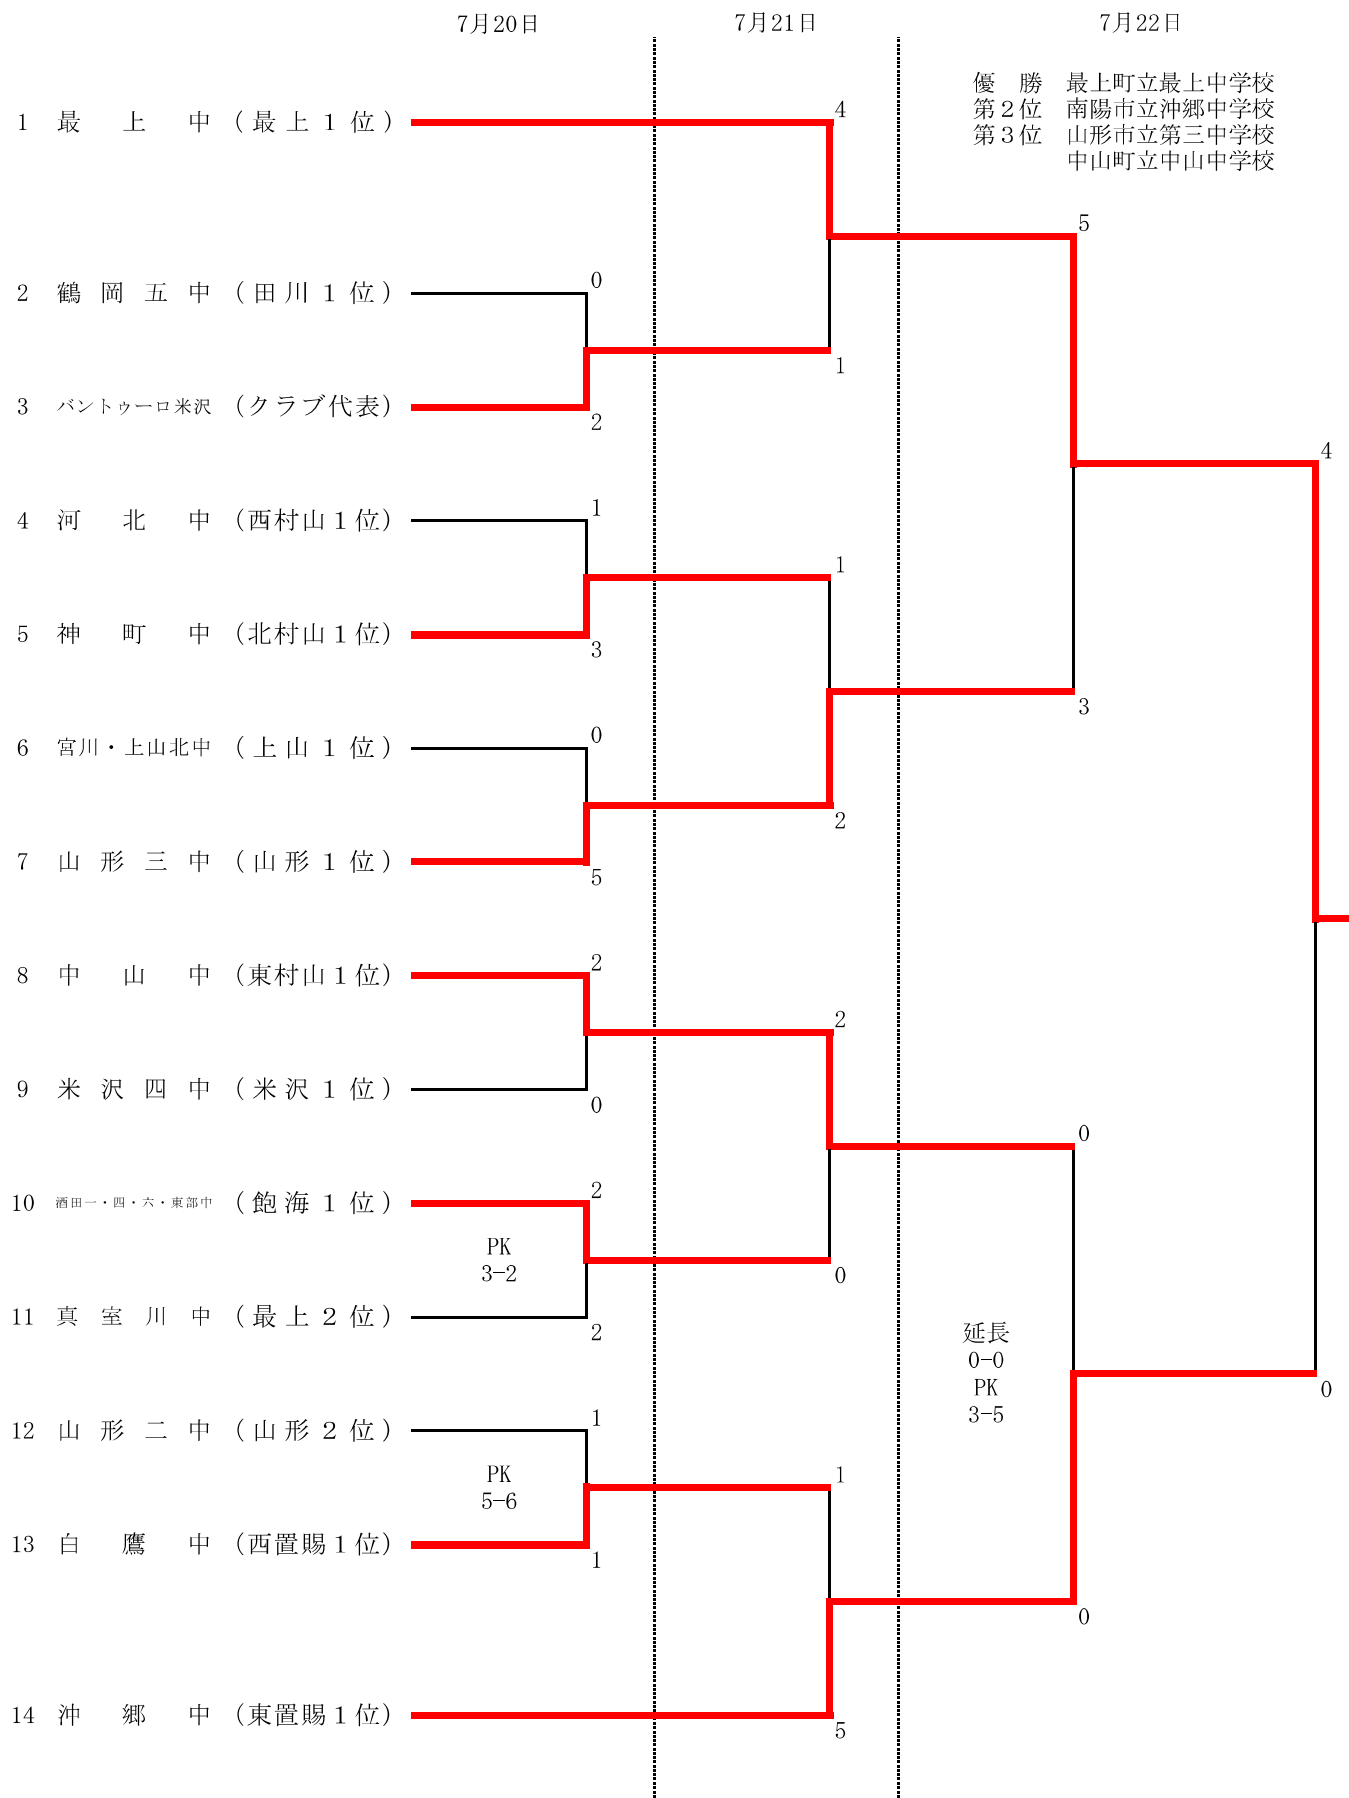 7月20日
7月21日
7月22日
優　勝　最上町立最上中学校
第２位　南陽市立沖郷中学校
第３位　山形市立第三中学校
中山町立中山中学校
1 最上中 (最上１位)
4
5
2 鶴岡五中 (田川１位)
0
1
3 バントゥーロ米沢 (クラブ代表)
2
4
4 河北中 (西村山１位)
1
1
5 神町中 (北村山１位)
3
3
6 宮川・上山北中 (上山１位)
0
2
7 山形三中 (山形１位)
5
8 中山中 (東村山１位)
2
2
9 米沢四中 (米沢１位)
0
0
10 酒田一・四・六・東部中 (飽海１位)
2
PK
3-2
0
11 真室川中 (最上２位)
2
延長
0-0
PK
3-5
0
12 山形二中 (山形２位)
1
PK
5-6
1
13 白鷹中 (西置賜１位)
1
0
14 沖郷中 (東置賜１位)
5